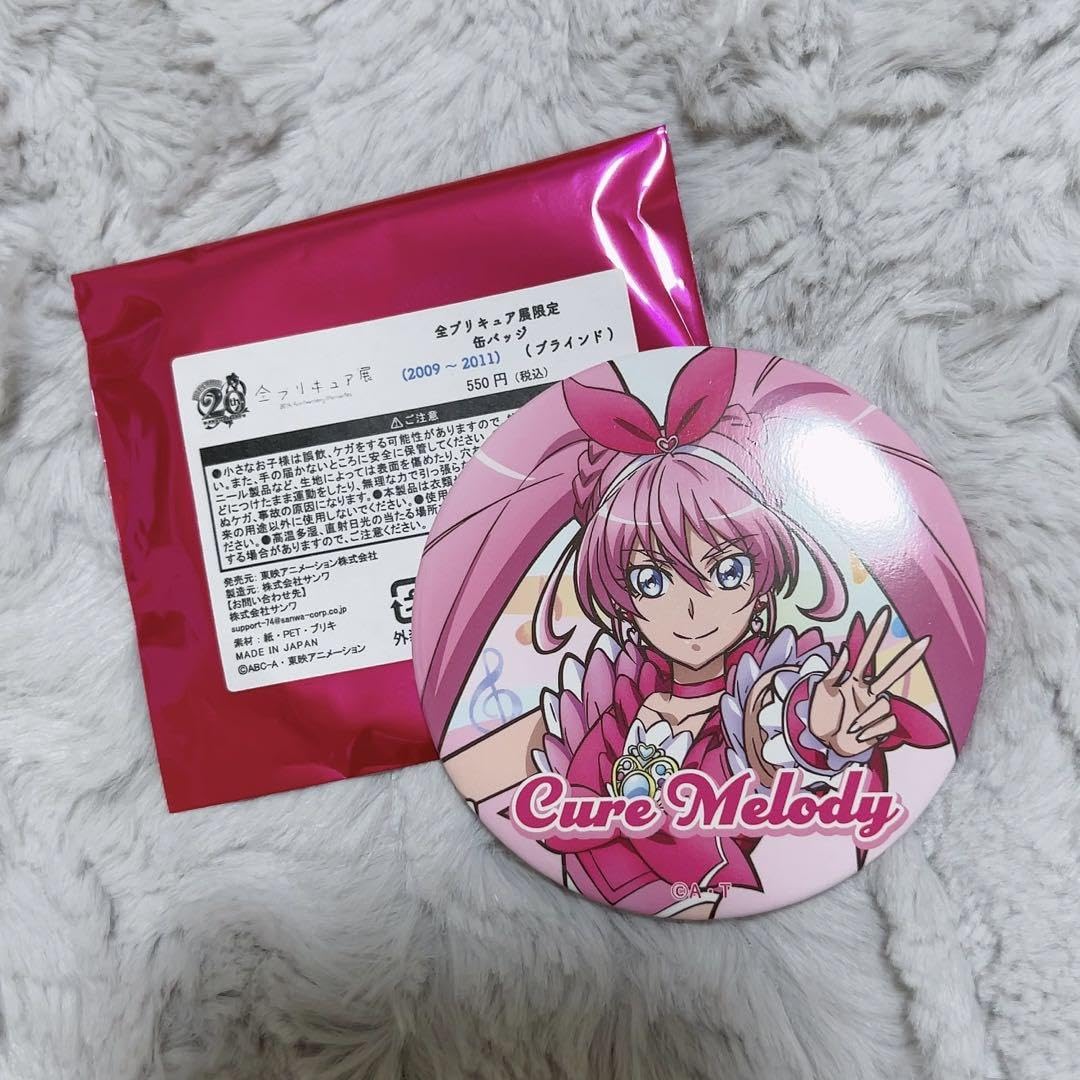 全プリキュア展限定
缶バッジ
(2009 ~ 2011)
(ブラインド)
550円 (税込)
20th
全プリキュア展
⚠ご注意
●小さなお子様は誤飲、ケガをする可能性がありますので、
い。また、手の届かないところに安全に保管してください
ニール製品など、生地によっては表面を傷めたり、穴が
どにつけたまま運動をしたり、無理な力で引っ張らな
ぬケガ、事故の原因になります。●本製品は衣類
来の用途以外に使用しないでください。●使用
ださい。●高温多湿、直射日光の当たる場所
する場合がありますので、ご注意ください。
発売元: 東映アニメーション株式会社
製造元: 株式会社サンワ
【お問い合わせ先】
株式会社サンワ
support-74@sanwa-corp.co.jp
素材:紙・PET・ブリキ
MADE IN JAPAN
©ABC-A・東映アニメーション
外
Cure Melody
©A・T